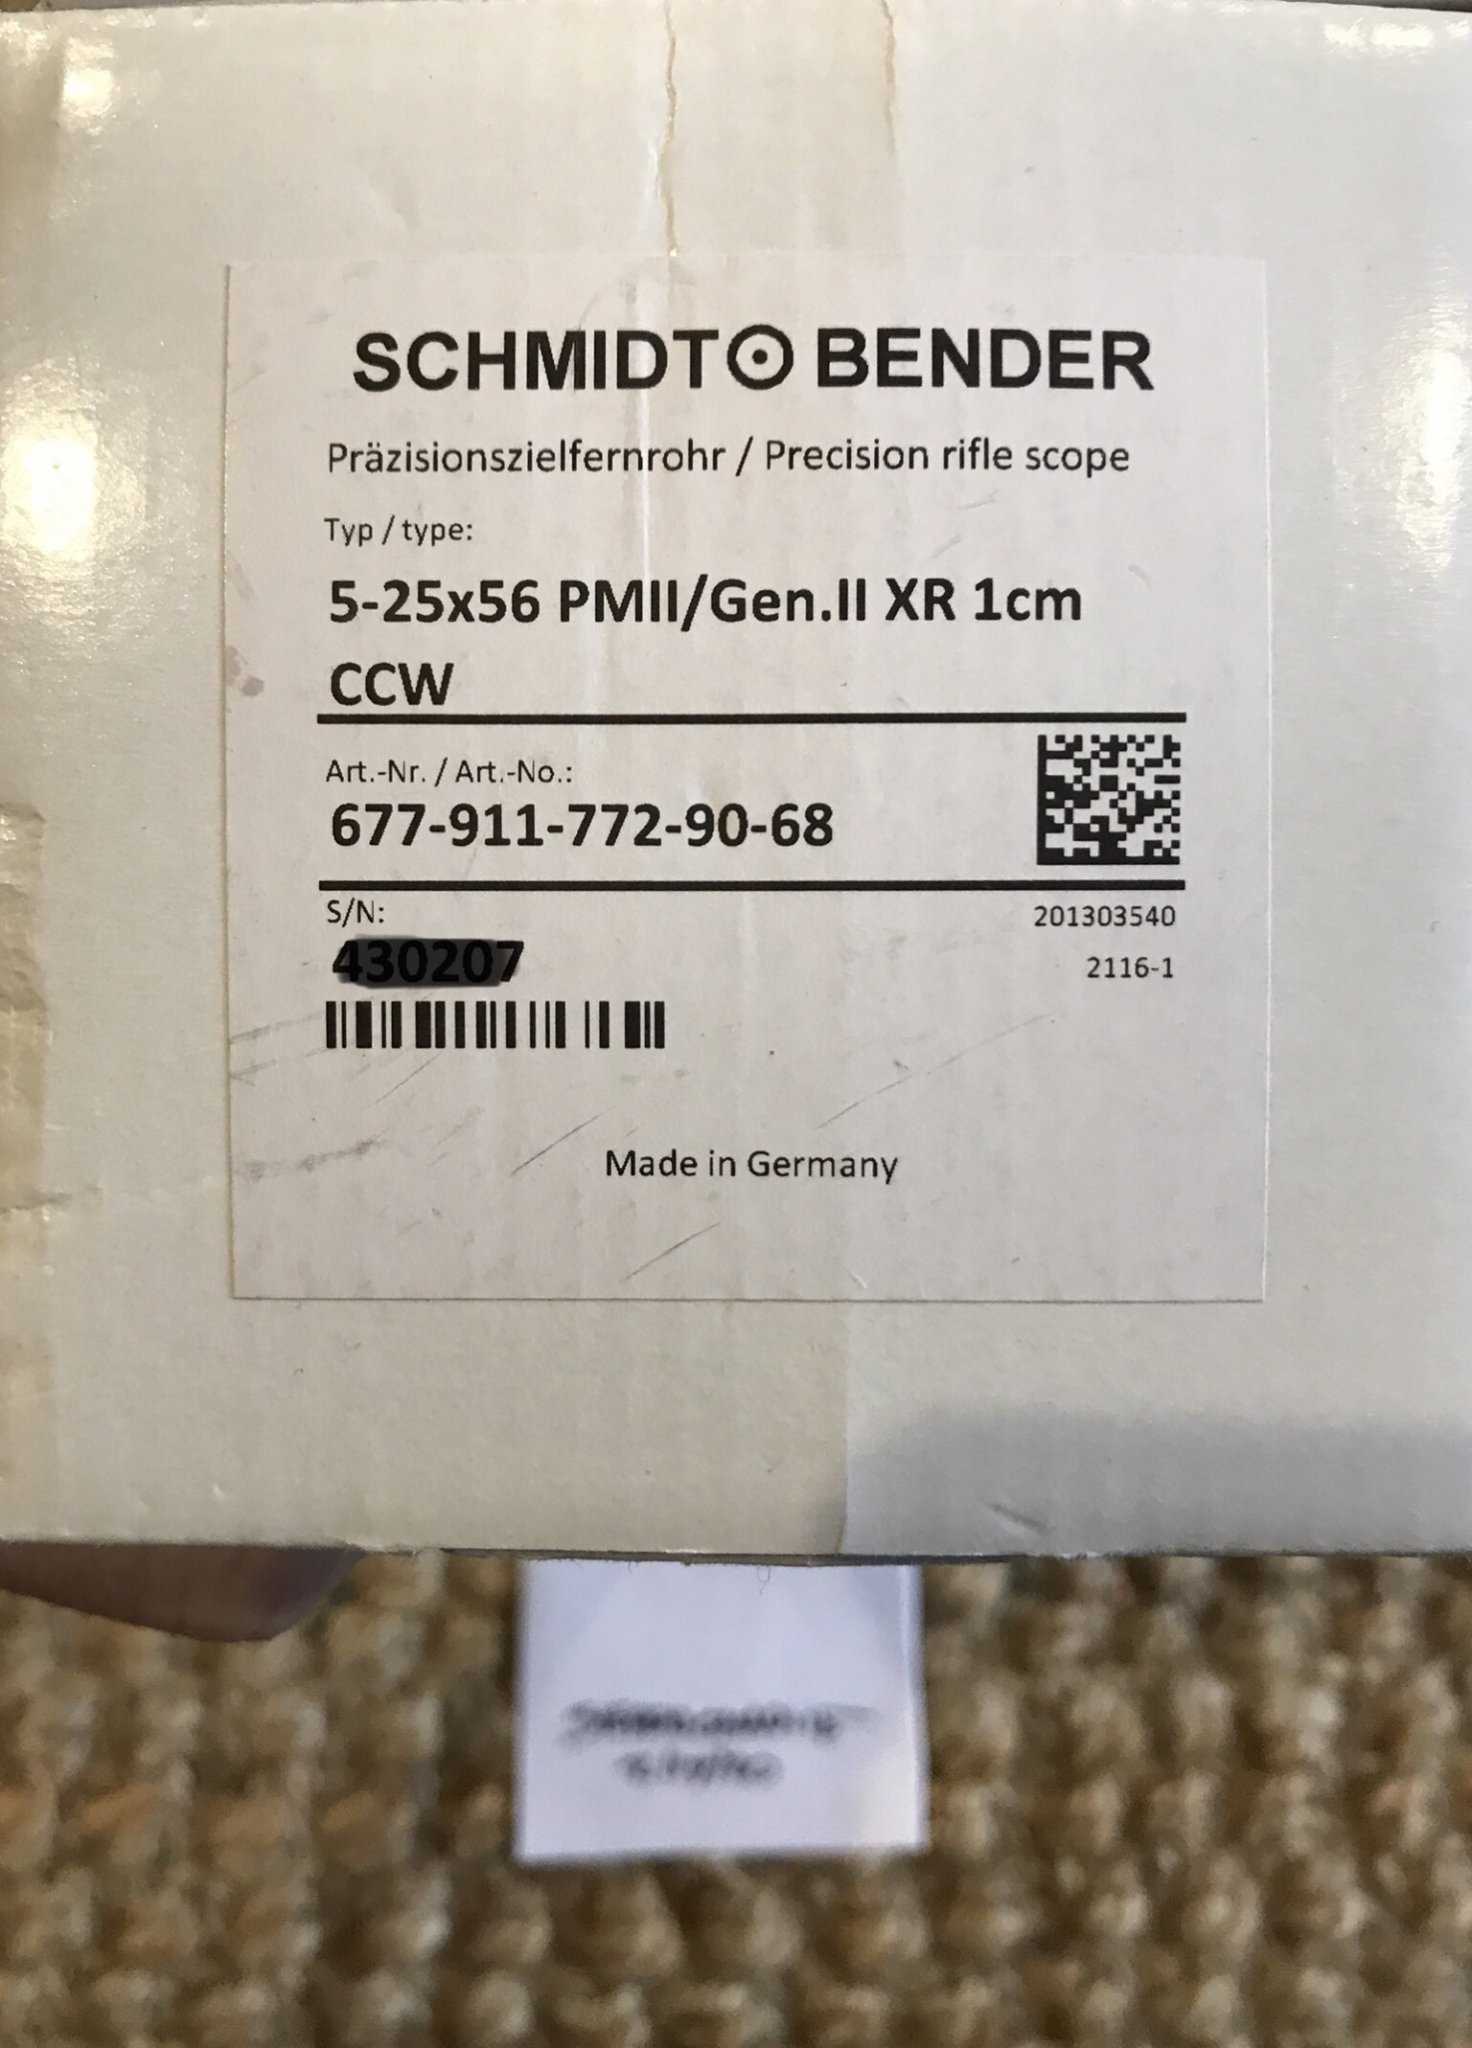 SCHMIDT BENDER
Präzisionszielfernrohr / Precision rifle scope
Typ / type:
5-25x56 PMII/Gen.II XR 1cm
CCW
Art.-Nr. / Art.-No.:
677-911-772-90-68
S/N:
201303540
430207
2116-1
Made in Germany